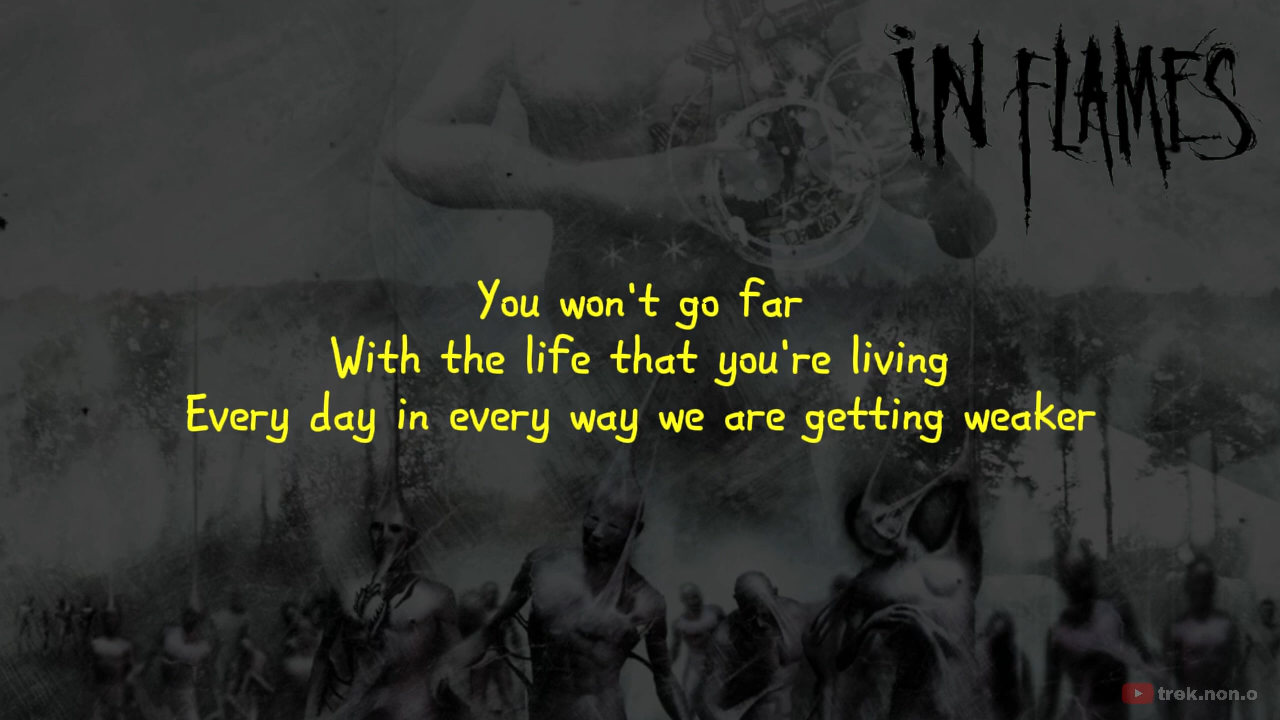 IN FLAMES
You won't go far
With the life that you're living
Every day in every way we are getting weaker
trek.non.o